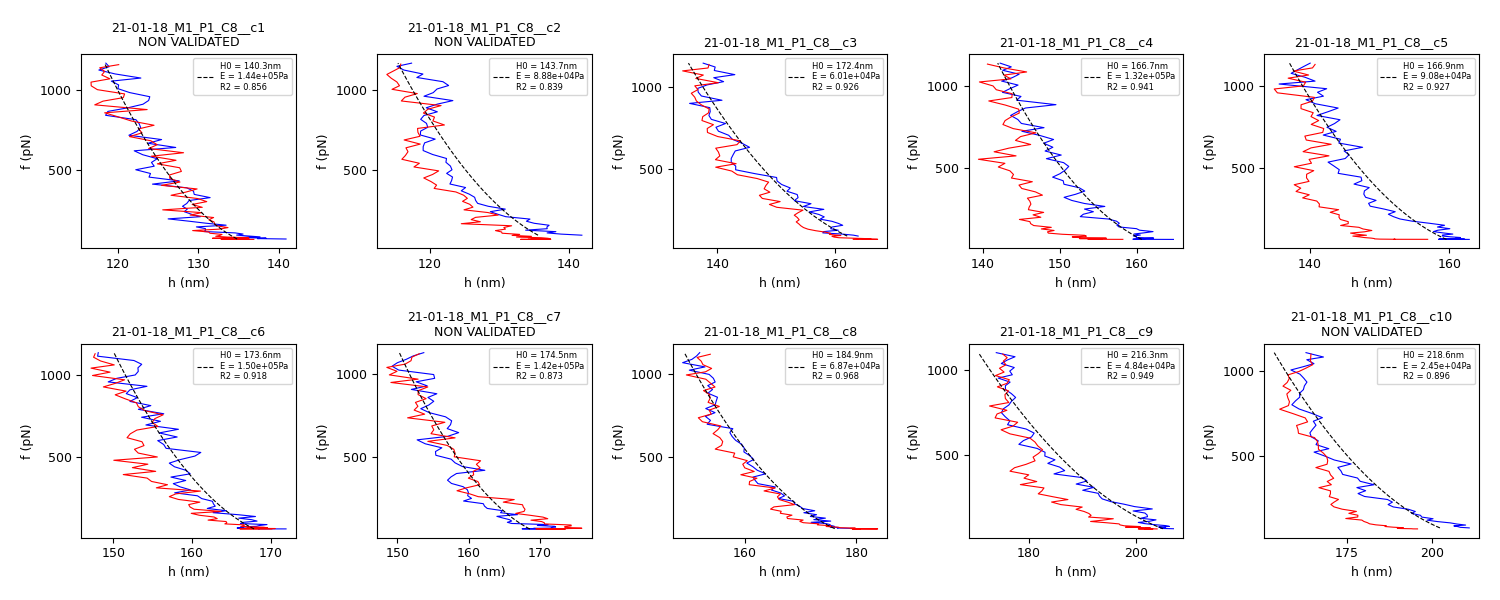 21-01-18_M1_P1_C8__c1
NON VALIDATED
H0 = 140.3nm
E = 1.44e+05Pa
R2 = 0.856
f (pN)
1000
500
120 130 140
h (nm)
21-01-18_M1_P1_C8__c2
NON VALIDATED
H0 = 143.7nm
E = 8.88e+04Pa
R2 = 0.839
f (pN)
1000
500
120 140
h (nm)
21-01-18_M1_P1_C8__c3
H0 = 172.4nm
E = 6.01e+04Pa
R2 = 0.926
f (pN)
1000
500
140 160
h (nm)
21-01-18_M1_P1_C8__c4
H0 = 166.7nm
E = 1.32e+05Pa
R2 = 0.941
f (pN)
1000
500
140 150 160
h (nm)
21-01-18_M1_P1_C8__c5
H0 = 166.9nm
E = 9.08e+04Pa
R2 = 0.927
f (pN)
1000
500
140 160
h (nm)
21-01-18_M1_P1_C8__c6
H0 = 173.6nm
E = 1.50e+05Pa
R2 = 0.918
f (pN)
1000
500
150 160 170
h (nm)
21-01-18_M1_P1_C8__c7
NON VALIDATED
H0 = 174.5nm
E = 1.42e+05Pa
R2 = 0.873
f (pN)
1000
500
150 160 170
h (nm)
21-01-18_M1_P1_C8__c8
H0 = 184.9nm
E = 6.87e+04Pa
R2 = 0.968
f (pN)
1000
500
160 180
h (nm)
21-01-18_M1_P1_C8__c9
H0 = 216.3nm
E = 4.84e+04Pa
R2 = 0.949
f (pN)
1000
500
180 200
h (nm)
21-01-18_M1_P1_C8__c10
NON VALIDATED
H0 = 218.6nm
E = 2.45e+04Pa
R2 = 0.896
f (pN)
1000
500
175 200
h (nm)